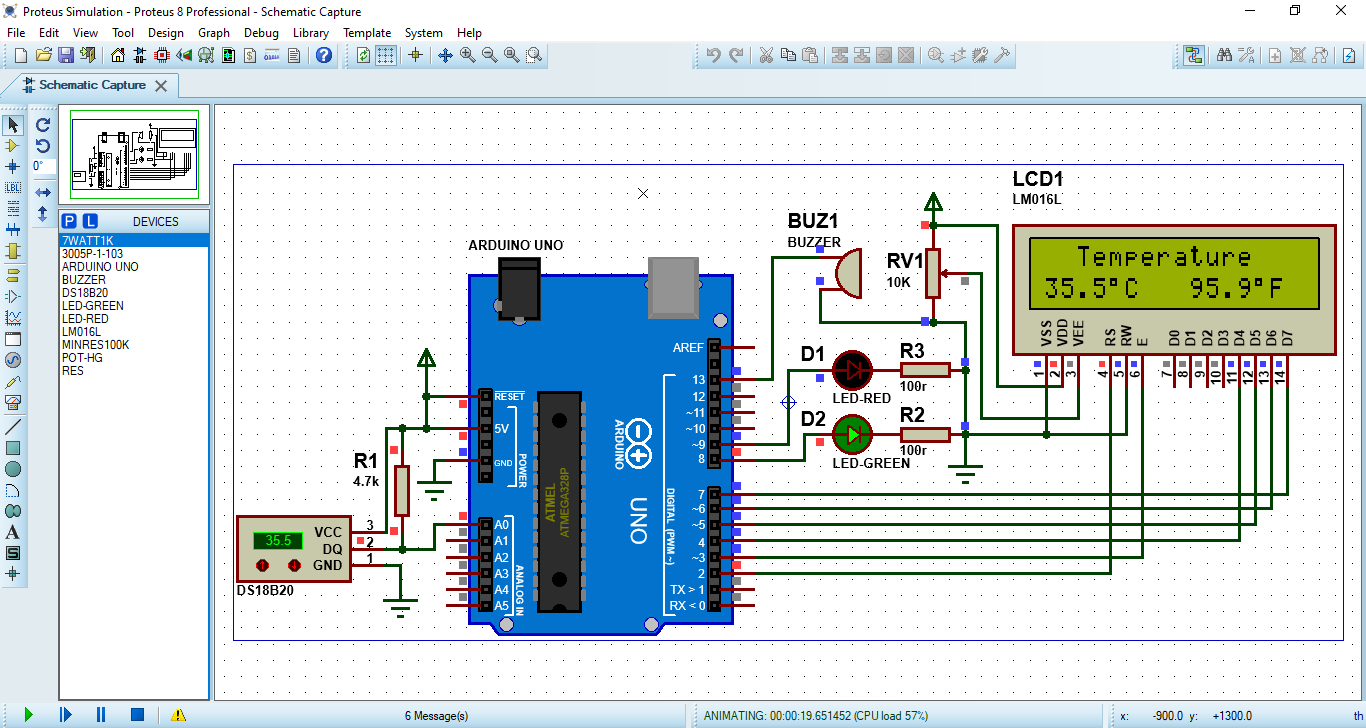 Proteus Simulation - Proteus 8 Professional - Schematic Capture
File Edit View Tool Design Graph Debug Library Template System Help
Schematic Capture
0°
P L DEVICES
7WATT1K
3005P-1-103
ARDUINO UNO
BUZZER
DS18B20
LED-GREEN
LED-RED
LM016L
MINRES100K
POT-HG
RES
LBL
A
S
ARDUINO UNO
RESET
5V
GND
POWER
A0
A1
A2
A3
A4
A5
ANALOG IN
ATMEL
ATMEGA328P
ARDUINO
UNO
AREF
13
12
~11
~10
~9
8
7
~6
~5
4
~3
2
TX > 1
RX < 0
DIGITAL (PWM ~)
R1
4.7k
35.5
VCC 3
DQ 2
GND 1
DS18B20
BUZ1
BUZZER
RV1
10K
D1
LED-RED
R3
100r
D2
LED-GREEN
R2
100r
LCD1
LM016L
Temperature
35.5°C 95.9°F
VSS VDD VEE RS RW E D0 D1 D2 D3 D4 D5 D6 D7
1 2 3 4 5 6 7 8 9 10 11 12 13 14
6 Message(s)
ANIMATING: 00:00:19.651452 (CPU load 57%)
x: -900.0 y: +1300.0 th